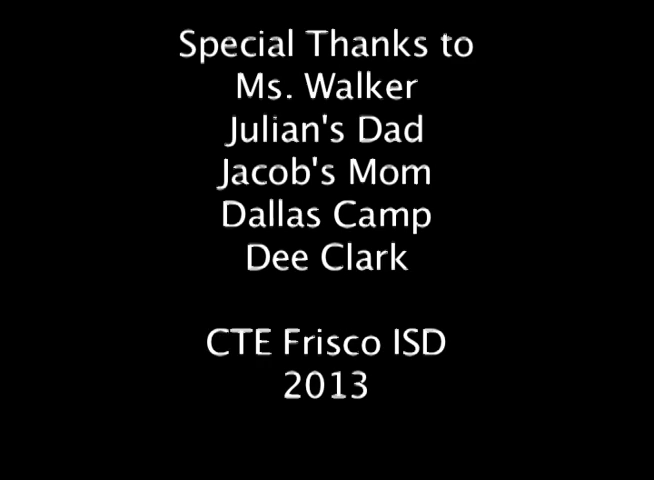 Special Thanks to
Ms. Walker
Julian's Dad
Jacob's Mom
Dallas Camp
Dee Clark
CTE Frisco ISD
2013